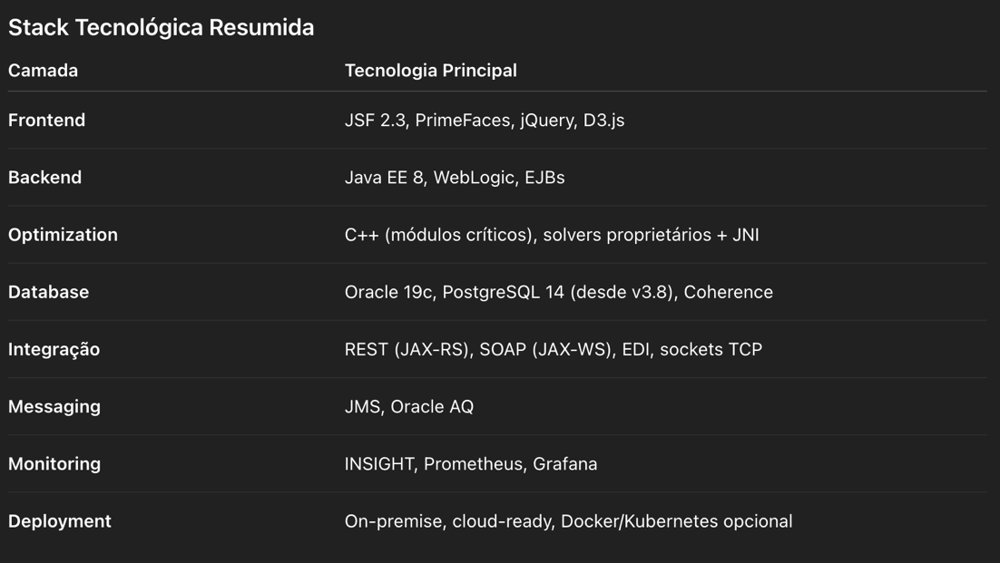 Stack Tecnológica Resumida
Camada Tecnologia Principal
Frontend JSF 2.3, PrimeFaces, jQuery, D3.js
Backend Java EE 8, WebLogic, EJBs
Optimization C++ (módulos críticos), solvers proprietários + JNI
Database Oracle 19c, PostgreSQL 14 (desde v3.8), Coherence
Integração REST (JAX-RS), SOAP (JAX-WS), EDI, sockets TCP
Messaging JMS, Oracle AQ
Monitoring INSIGHT, Prometheus, Grafana
Deployment On-premise, cloud-ready, Docker/Kubernetes opcional